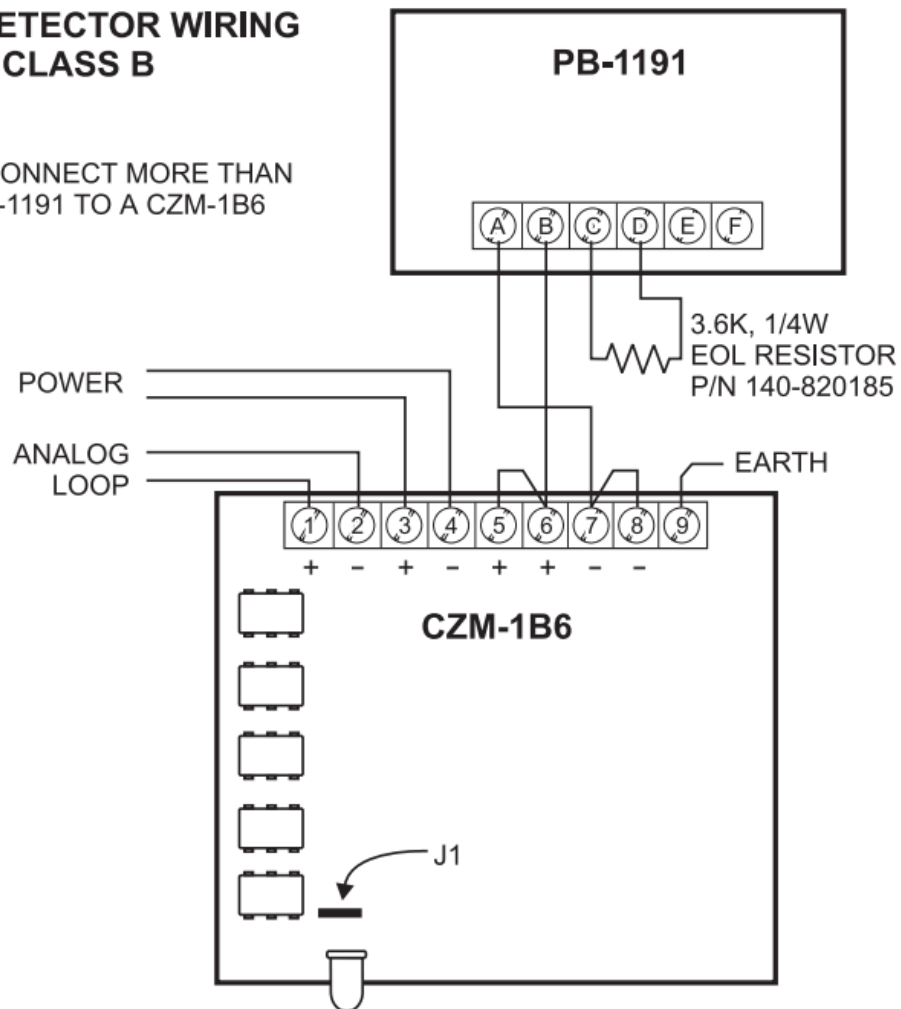 ETECTOR WIRING
CLASS B
ONNECT MORE THAN
-1191 TO A CZM-1B6
PB-1191
A B C D E F
3.6K, 1/4W
EOL RESISTOR
P/N 140-820185
POWER
ANALOG
LOOP
EARTH
1 2 3 4 5 6 7 8 9
+ – + – + + – –
CZM-1B6
J1